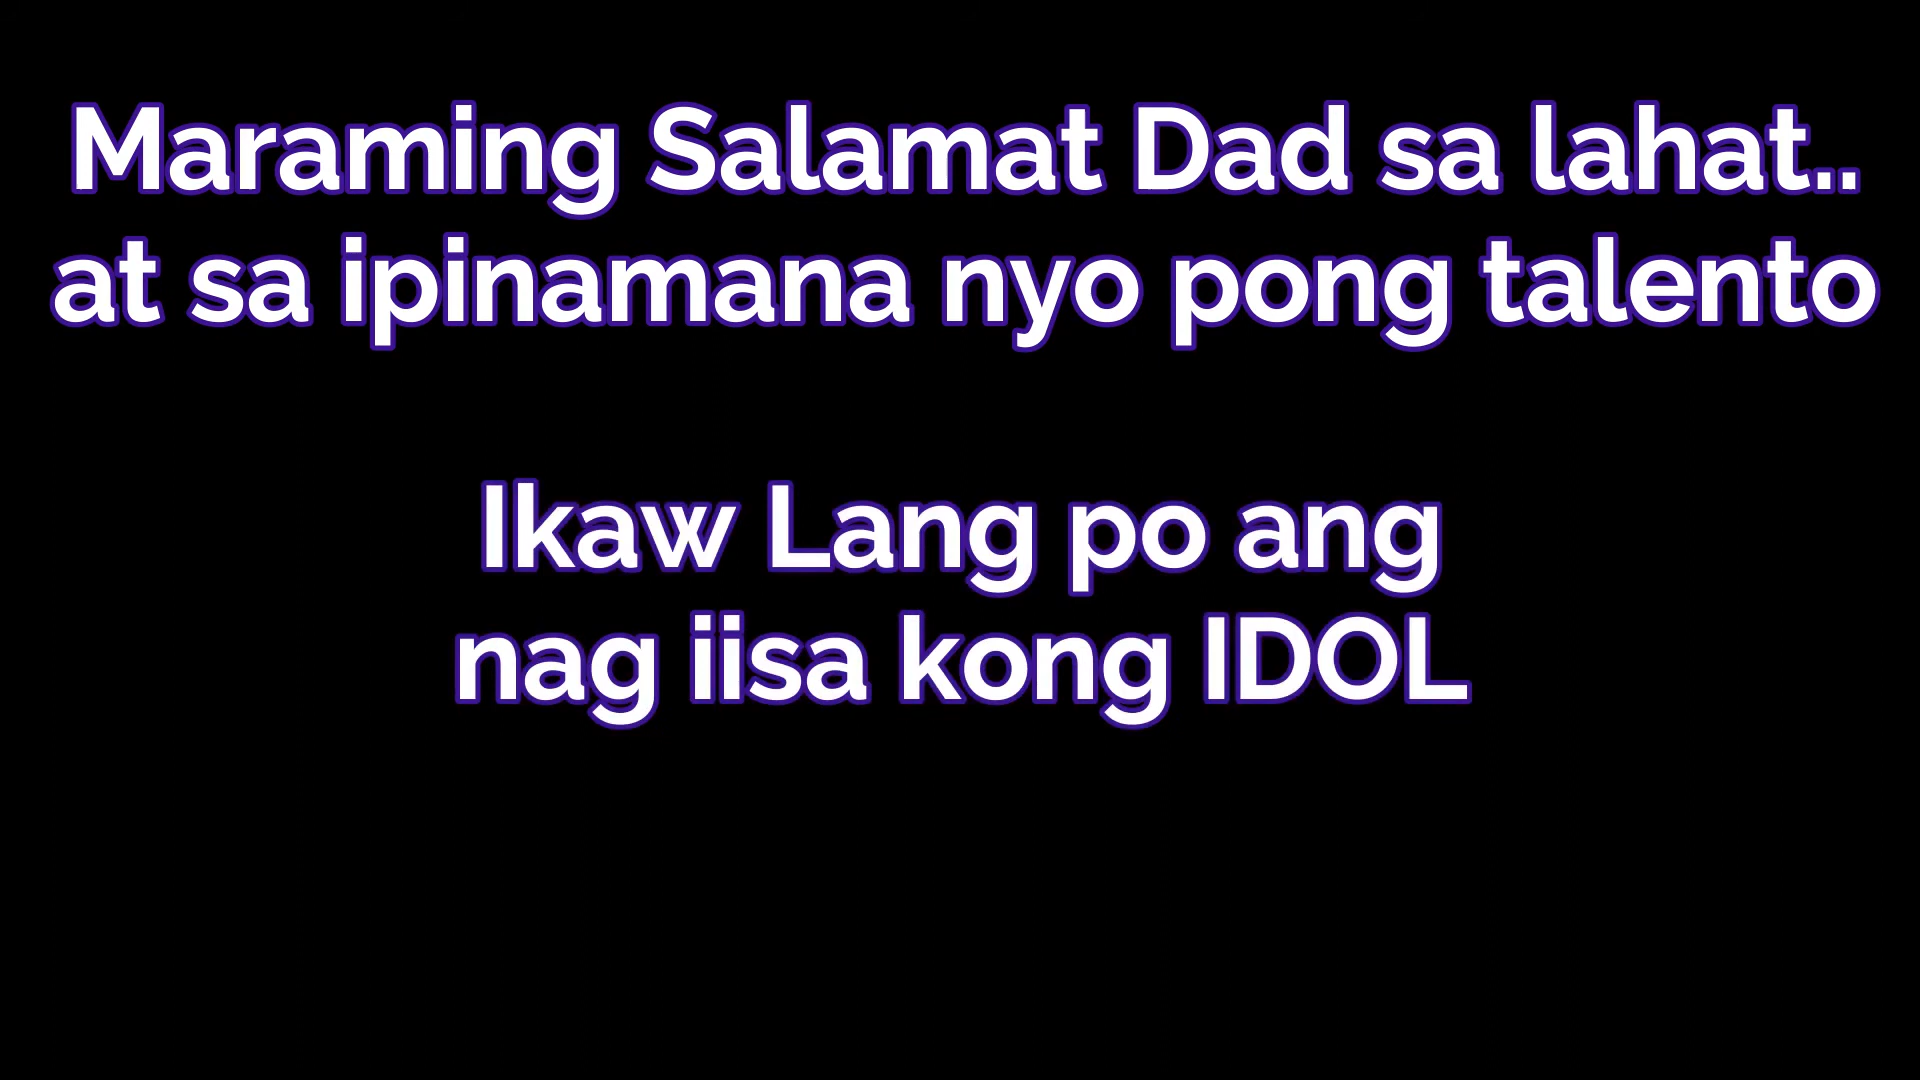 Maraming Salamat Dad sa lahat..
at sa ipinamana nyo pong talento
Ikaw Lang po ang
nag iisa kong IDOL